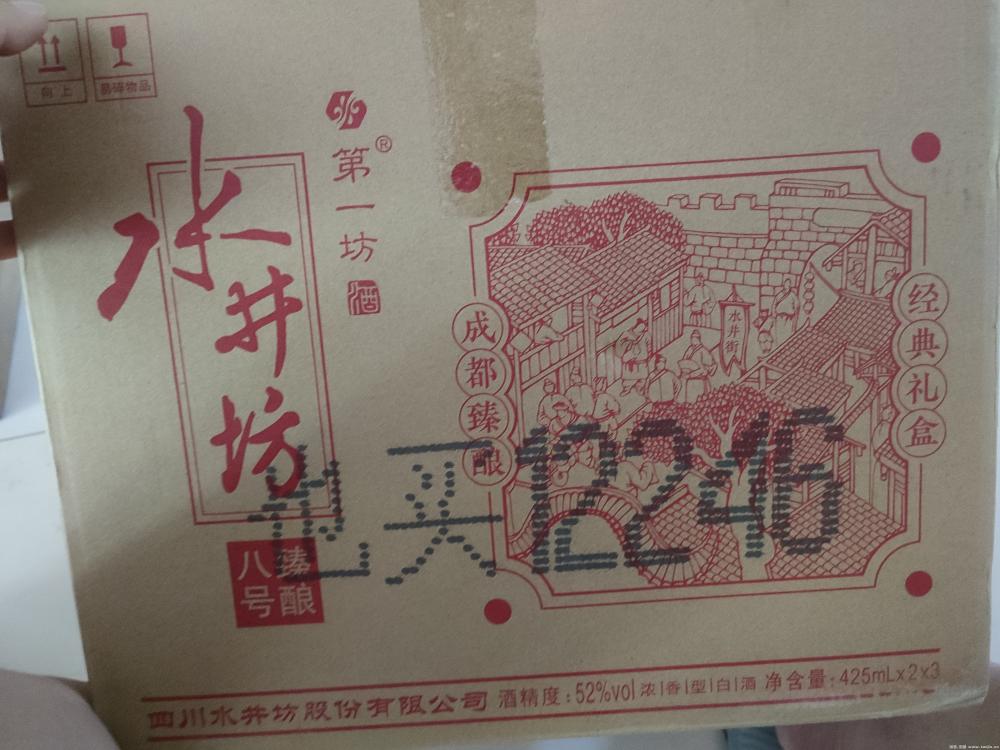 向上
易碎物品
水井坊
第一坊®
酒
臻酿
八号
成都臻酿
经典礼盒
水井街
12246
四川水井坊股份有限公司 酒精度:52%vol 浓|香|型|白|酒 净含量:425mL×2×3